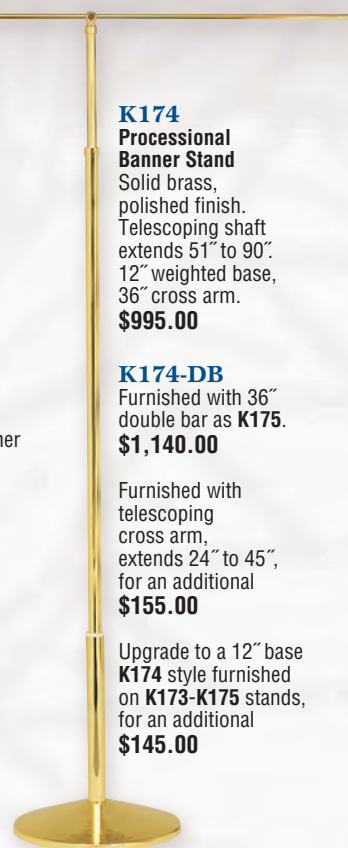 K174
Processional
Banner Stand
Solid brass,
polished finish.
Telescoping shaft
extends 51˝ to 90˝.
12˝ weighted base,
36˝ cross arm.
$995.00
K174-DB
Furnished with 36˝
double bar as K175.
$1,140.00
Furnished with
telescoping
cross arm,
extends 24˝ to 45˝,
for an additional
$155.00
Upgrade to a 12˝ base
K174 style furnished
on K173-K175 stands,
for an additional
$145.00